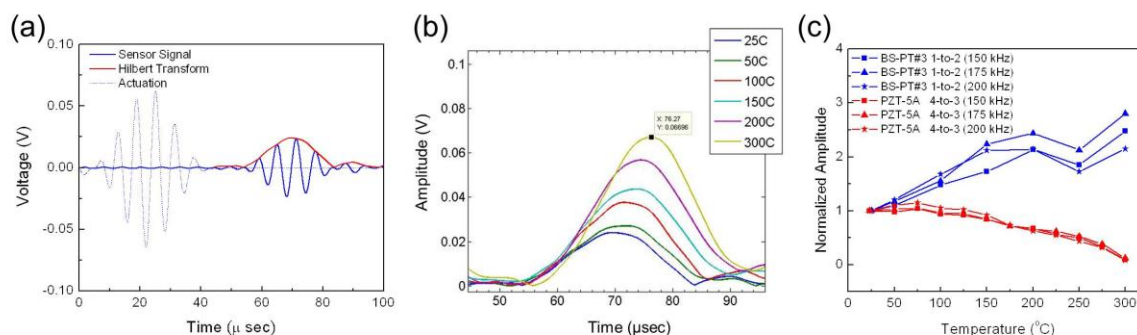 (a)
0.10
0.05
0.00
-0.05
-0.10
Voltage (V)
Sensor Signal
Hilbert Transform
Actuation
0 20 40 60 80 100
Time (μ sec)
(b)
0.1
0.08
0.06
0.04
0.02
0
Amplitude (V)
X: 76.27
Y: 0.06696
25C
50C
100C
150C
200C
300C
50 60 70 80 90
Time (μsec)
(c)
4
3
2
1
0
Normalized Amplitude
BS-PT#3 1-to-2 (150 kHz)
BS-PT#3 1-to-2 (175 kHz)
BS-PT#3 1-to-2 (200 kHz)
PZT-5A 4-to-3 (150 kHz)
PZT-5A 4-to-3 (175 kHz)
PZT-5A 4-to-3 (200 kHz)
0 50 100 150 200 250 300
Temperature (°C)